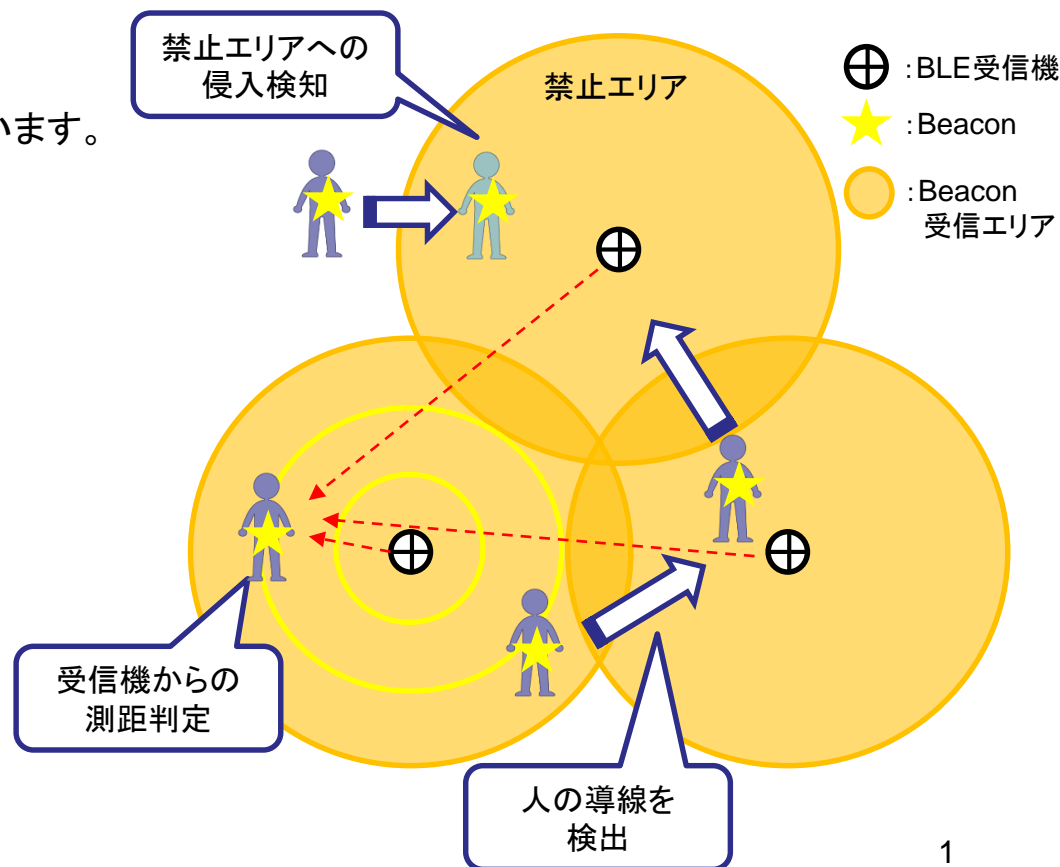 禁止エリアへの
侵入検知
います。
禁止エリア
:BLE受信機
:Beacon
:Beacon
受信エリア
受信機からの
測距判定
人の導線を
検出
1